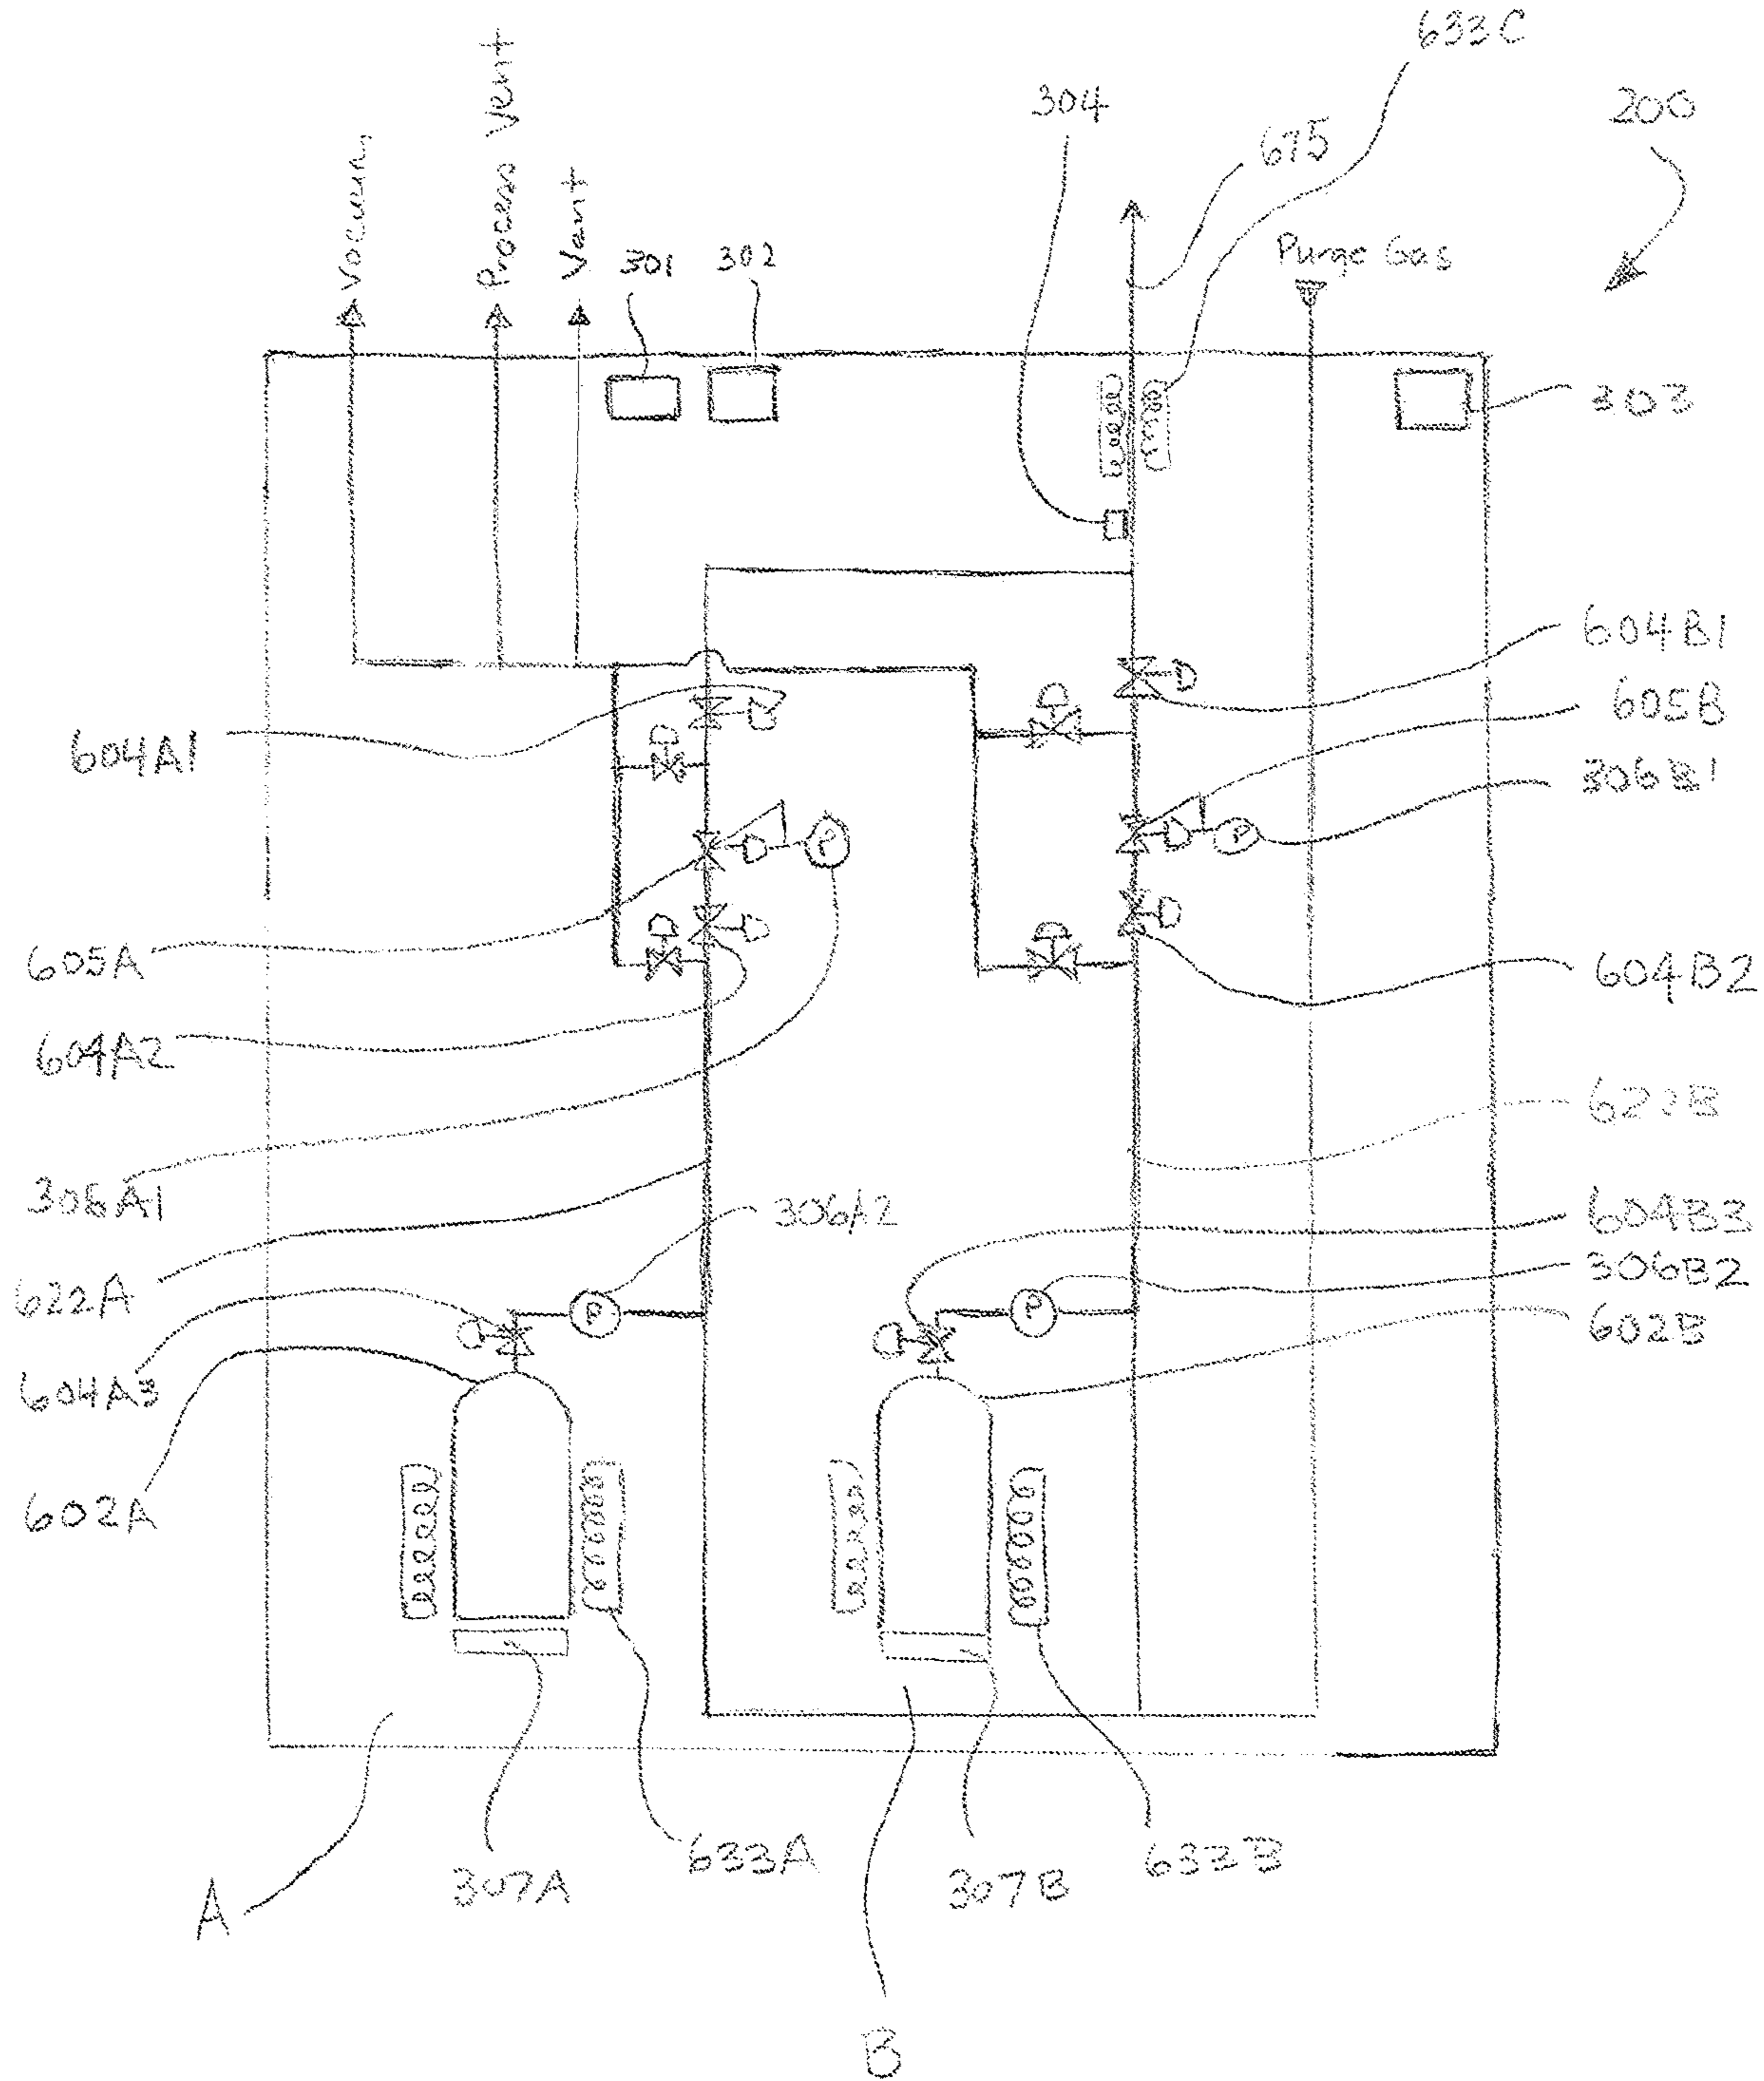 633C
304
200
675
Process Vent
Vacuum
Vent
301
302
Purge Gas
303
604B1
605B
604A1
306B1
P
P
605A
604B2
604A2
306A1
306A2
604B3
622A
306B2
P
P
602B
604A3
602A
633A
307A
307B
633B
A
B